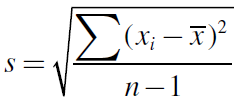 s = √(∑(xᵢ − x̅)² / (n − 1))